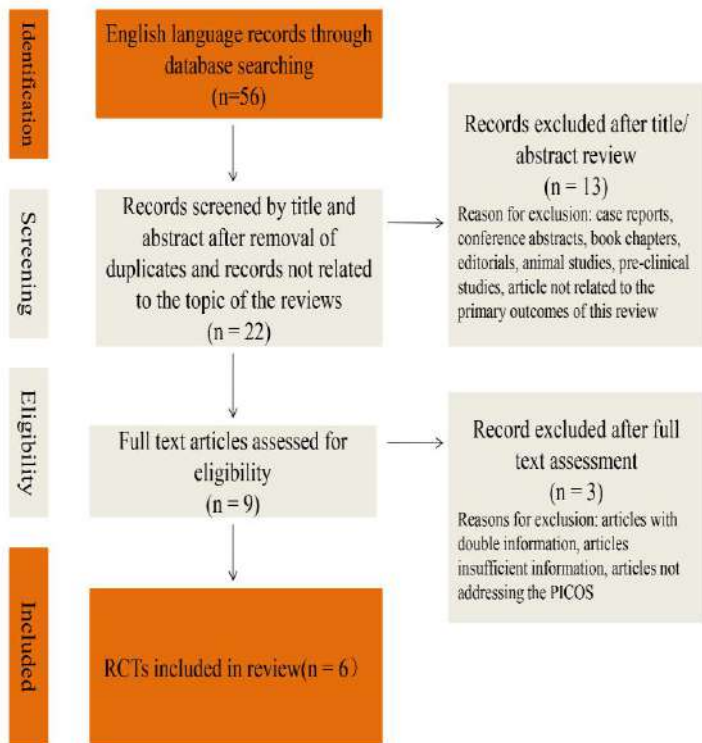 Identification
English language records through
database searching
(n=56)
Screening
Records screened by title and
abstract after removal of
duplicates and records not related
to the topic of the reviews
(n = 22)
Records excluded after title/
abstract review
(n = 13)
Reason for exclusion: case reports,
conference abstracts, book chapters,
editorials, animal studies, pre-clinical
studies, article not related to the
primary outcomes of this review
Eligibility
Full text articles assessed for
eligibility
(n = 9)
Record excluded after full
text assessment
(n = 3)
Reasons for exclusion: articles with
double information, articles
insufficient information, articles not
addressing the PICOS
Included
RCTs included in review(n = 6）